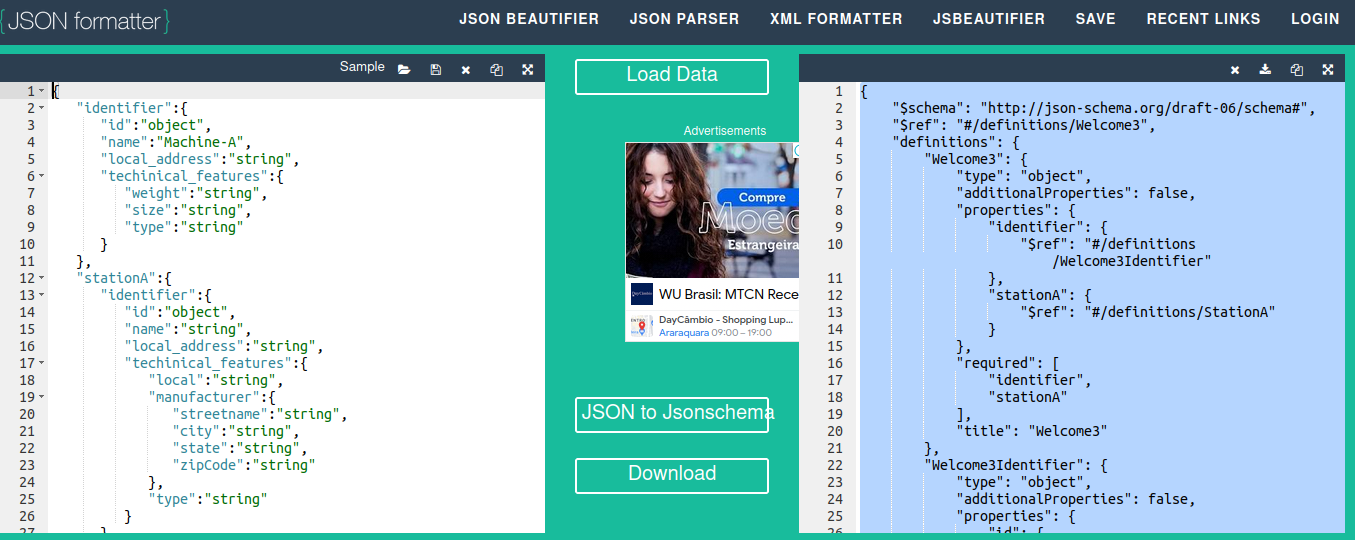 {JSON formatter}
JSON BEAUTIFIER JSON PARSER XML FORMATTER JSBEAUTIFIER SAVE RECENT LINKS LOGIN
Sample
1 {
2 "identifier":{
3 "id":"object",
4 "name":"Machine-A",
5 "local_address":"string",
6 "techinical_features":{
7 "weight":"string",
8 "size":"string",
9 "type":"string"
10 }
11 },
12 "stationA":{
13 "identifier":{
14 "id":"object",
15 "name":"string",
16 "local_address":"string",
17 "techinical_features":{
18 "local":"string",
19 "manufacturer":{
20 "streetname":"string",
21 "city":"string",
22 "state":"string",
23 "zipCode":"string"
24 },
25 "type":"string"
26 }
27 }
Load Data
Advertisements
Compre
Moed
Estrangeira
DayCâmbio
WU Brasil: MTCN Rece
DayCâmbio - Shopping Lup...
Araraquara 09:00 – 19:00
JSON to Jsonschema
Download
1 {
2 "$schema": "http://json-schema.org/draft-06/schema#",
3 "$ref": "#/definitions/Welcome3",
4 "definitions": {
5 "Welcome3": {
6 "type": "object",
7 "additionalProperties": false,
8 "properties": {
9 "identifier": {
10 "$ref": "#/definitions
/Welcome3Identifier"
11 },
12 "stationA": {
13 "$ref": "#/definitions/StationA"
14 }
15 },
16 "required": [
17 "identifier",
18 "stationA"
19 ],
20 "title": "Welcome3"
21 },
22 "Welcome3Identifier": {
23 "type": "object",
24 "additionalProperties": false,
25 "properties": {
26 "id": {